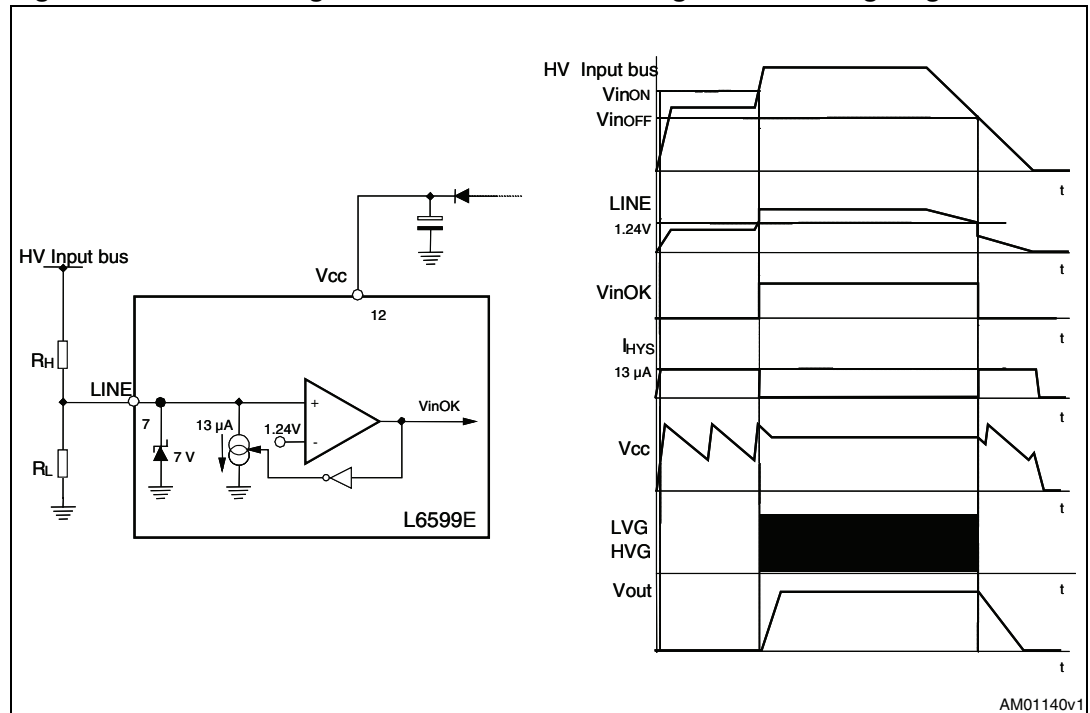 HV Input bus
RH
RL
LINE
7
7 V
13 µA
1.24V
+
-
VinOK
Vcc
12
L6599E
HV Input bus
VinON
VinOFF
t
LINE
1.24V
t
VinOK
t
IHYS
13 µA
t
Vcc
t
LVG
HVG
t
Vout
t
AM01140v1